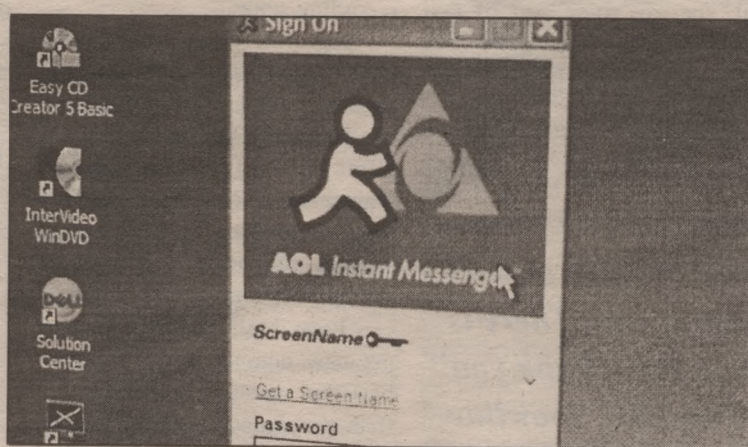 Easy CD
Creator 5 Basic
InterVideo
WinDVD
DELL
Solution
Center
Sign On
AOL Instant Messenger
ScreenName
Get a Screen Name
Password